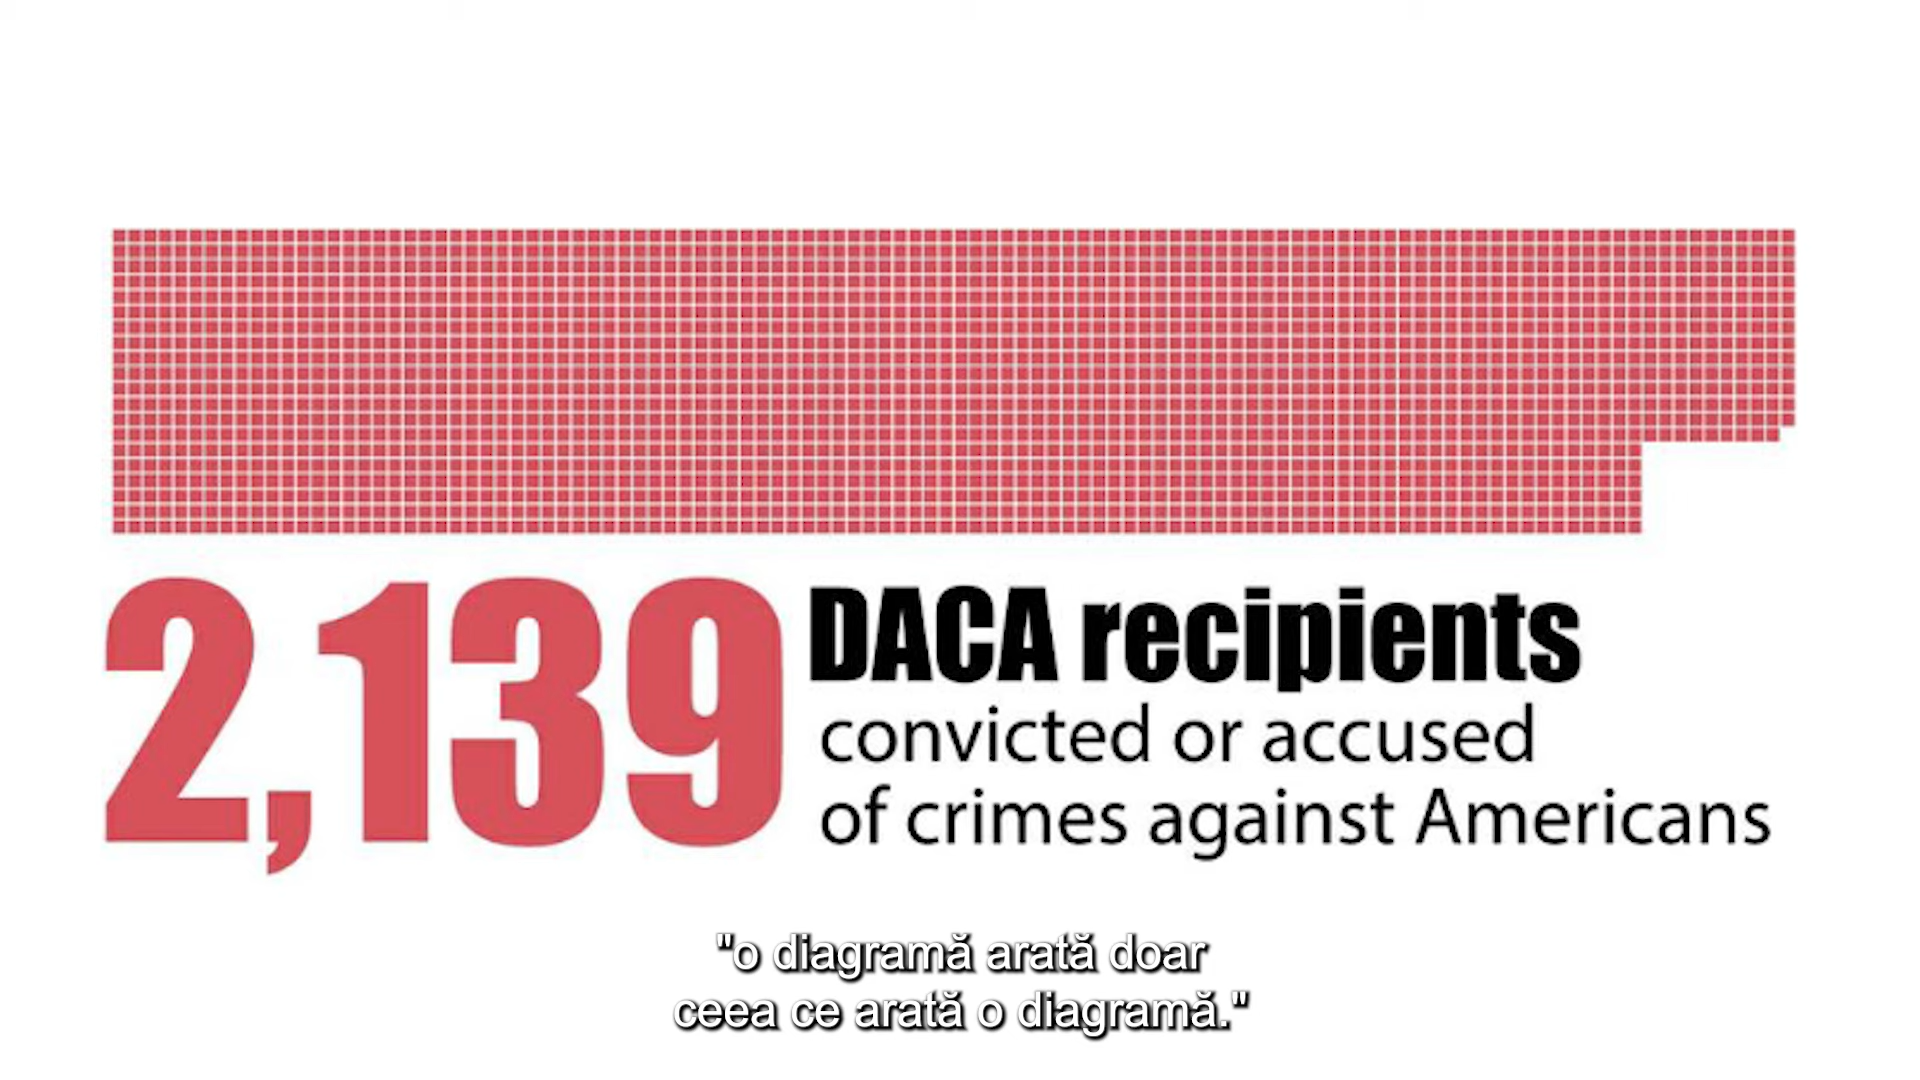 2,139 DACA recipients
convicted or accused
of crimes against Americans
"o diagramă arată doar
ceea ce arată o diagramă."